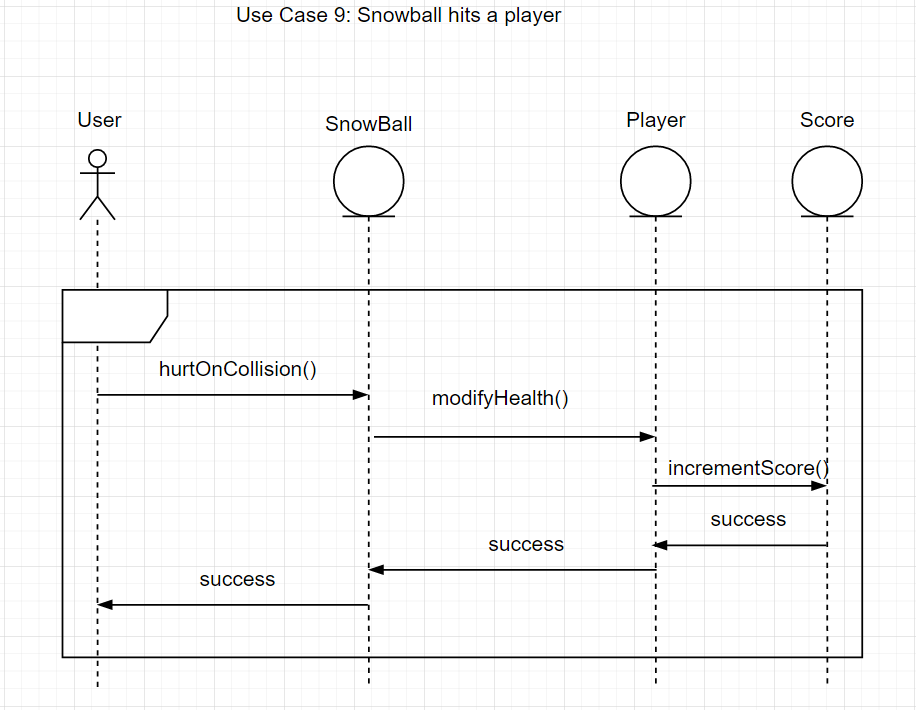 Use Case 9: Snowball hits a player
User
SnowBall
Player
Score
hurtOnCollision()
modifyHealth()
incrementScore()
success
success
success